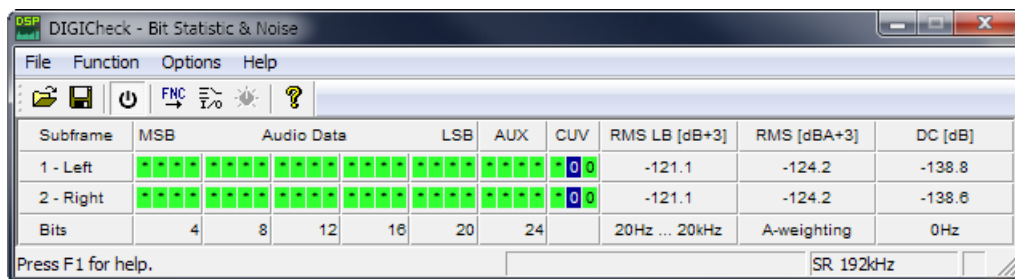 DSP DIGICheck - Bit Statistic & Noise
File Function Options Help
FNC I/o ?
Subframe MSB Audio Data LSB AUX CUV RMS LB [dB+3] RMS [dBA+3] DC [dB]
1 - Left * * * * * * * * * * * * * * * * * * * * * * * * * 0 0 -121.1 -124.2 -138.8
2 - Right * * * * * * * * * * * * * * * * * * * * * * * * * 0 0 -121.1 -124.2 -138.6
Bits 4 8 12 16 20 24 20Hz ... 20kHz A-weighting 0Hz
Press F1 for help. SR 192kHz